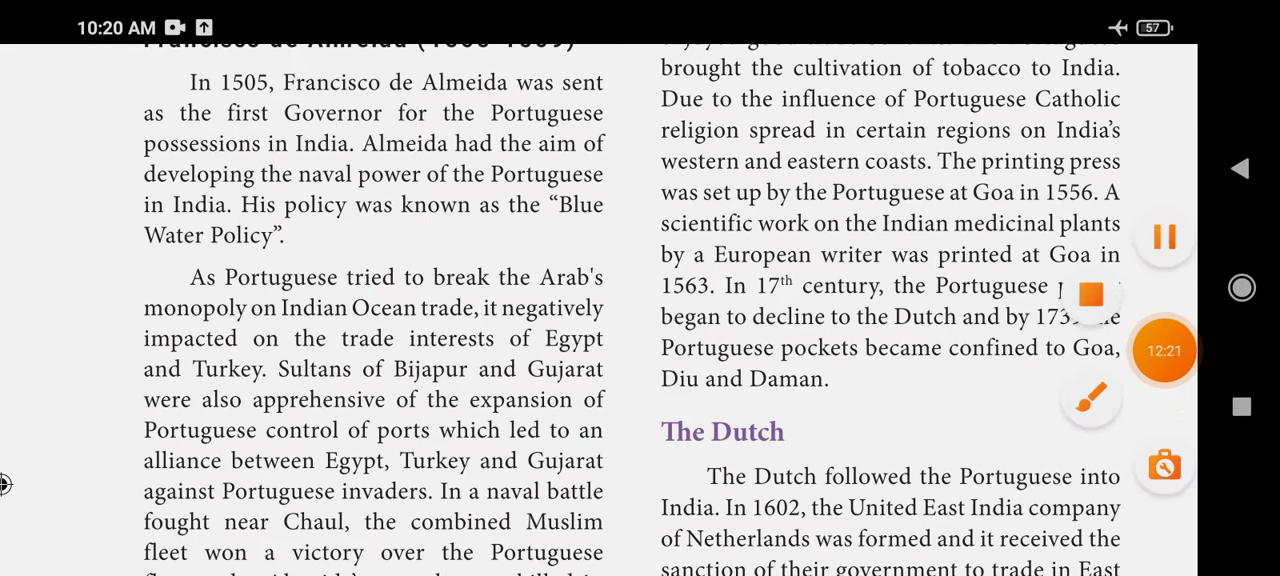 10:20 AM
57
Francisco de Almeida (1505-1509)
In 1505, Francisco de Almeida was sent
as the first Governor for the Portuguese
possessions in India. Almeida had the aim of
developing the naval power of the Portuguese
in India. His policy was known as the “Blue
Water Policy”.
As Portuguese tried to break the Arab's
monopoly on Indian Ocean trade, it negatively
impacted on the trade interests of Egypt
and Turkey. Sultans of Bijapur and Gujarat
were also apprehensive of the expansion of
Portuguese control of ports which led to an
alliance between Egypt, Turkey and Gujarat
against Portuguese invaders. In a naval battle
fought near Chaul, the combined Muslim
fleet won a victory over the Portuguese
brought the cultivation of tobacco to India.
Due to the influence of Portuguese Catholic
religion spread in certain regions on India’s
western and eastern coasts. The printing press
was set up by the Portuguese at Goa in 1556. A
scientific work on the Indian medicinal plants
by a European writer was printed at Goa in
1563. In 17th century, the Portuguese
began to decline to the Dutch and by
Portuguese pockets became confined to Goa,
Diu and Daman.
The Dutch
The Dutch followed the Portuguese into
India. In 1602, the United East India company
of Netherlands was formed and it received the
sanction of their government to trade in East
12:21